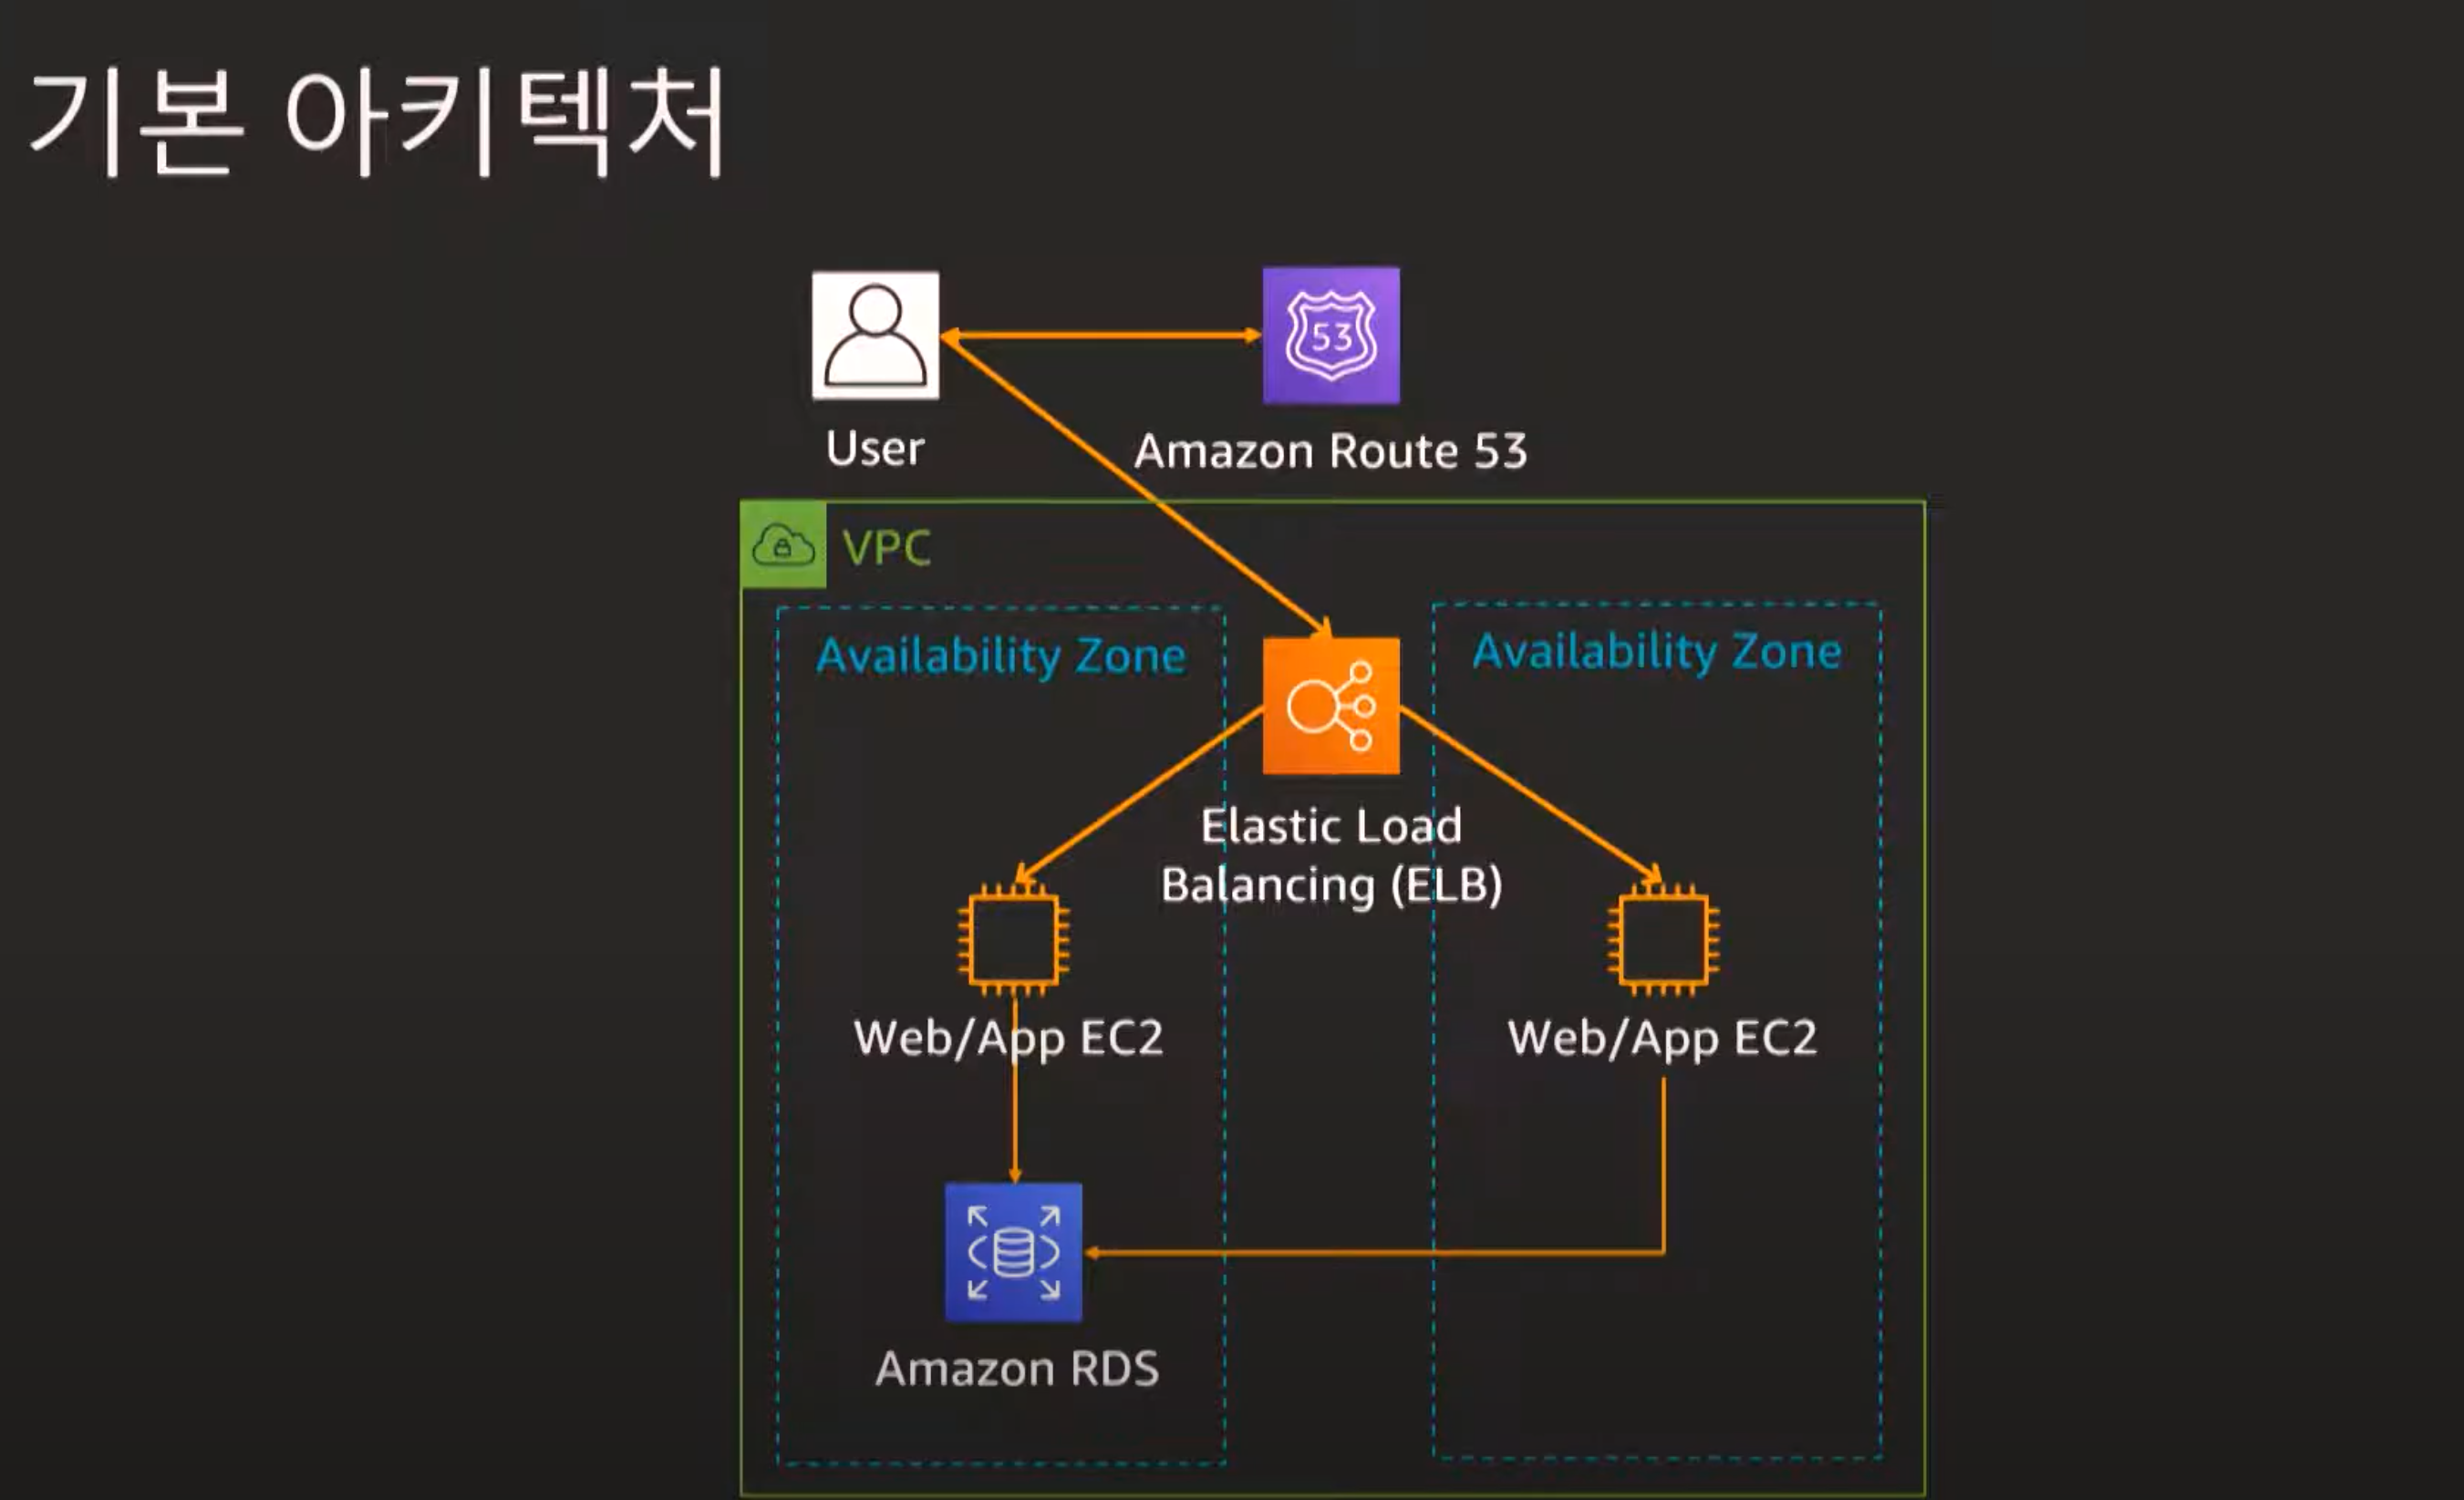 기본 아키텍처
53
User
Amazon Route 53
VPC
Availability Zone
Availability Zone
Elastic Load
Balancing (ELB)
Web/App EC2
Web/App EC2
Amazon RDS